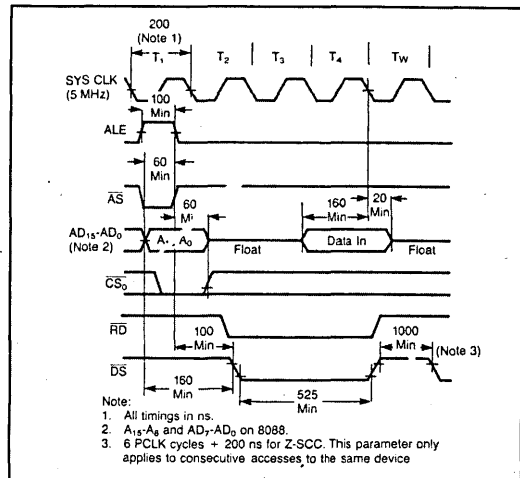 200
(Note 1)
T1 T2 T3 T4 TW
SYS CLK
(5 MHz)
100
Min
ALE
60
Min
AS
60
Mi
160
Min
20
Min
AD15-AD0
(Note 2)
A0
Float
Data In
Float
CS0
RD
100
Min
1000
Min
(Note 3)
DS
160
Min
525
Min
Note:
1. All timings in ns.
2. A15-A8 and AD7-AD0 on 8088.
3. 6 PCLK cycles + 200 ns for Z-SCC. This parameter only
applies to consecutive accesses to the same device